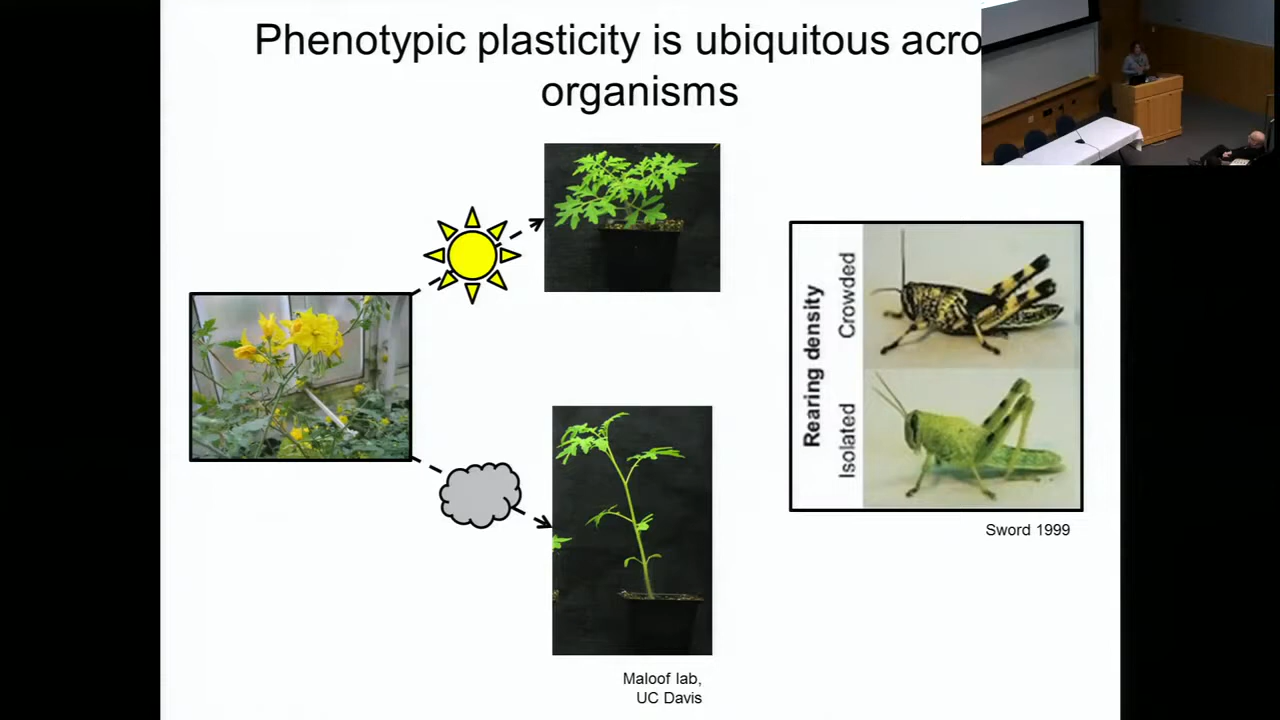 Phenotypic plasticity is ubiquitous acro
organisms
Rearing density
Crowded
Isolated
Sword 1999
Maloof lab,
UC Davis